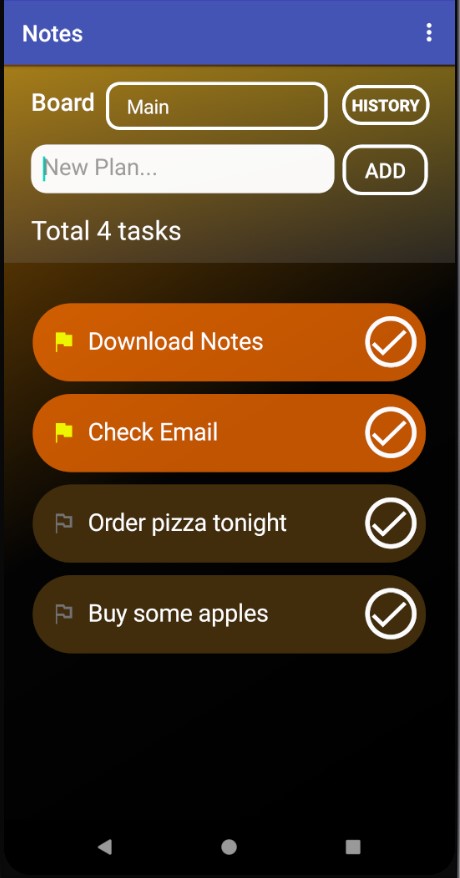 Notes
Board Main HISTORY
New Plan... ADD
Total 4 tasks
Download Notes
Check Email
Order pizza tonight
Buy some apples